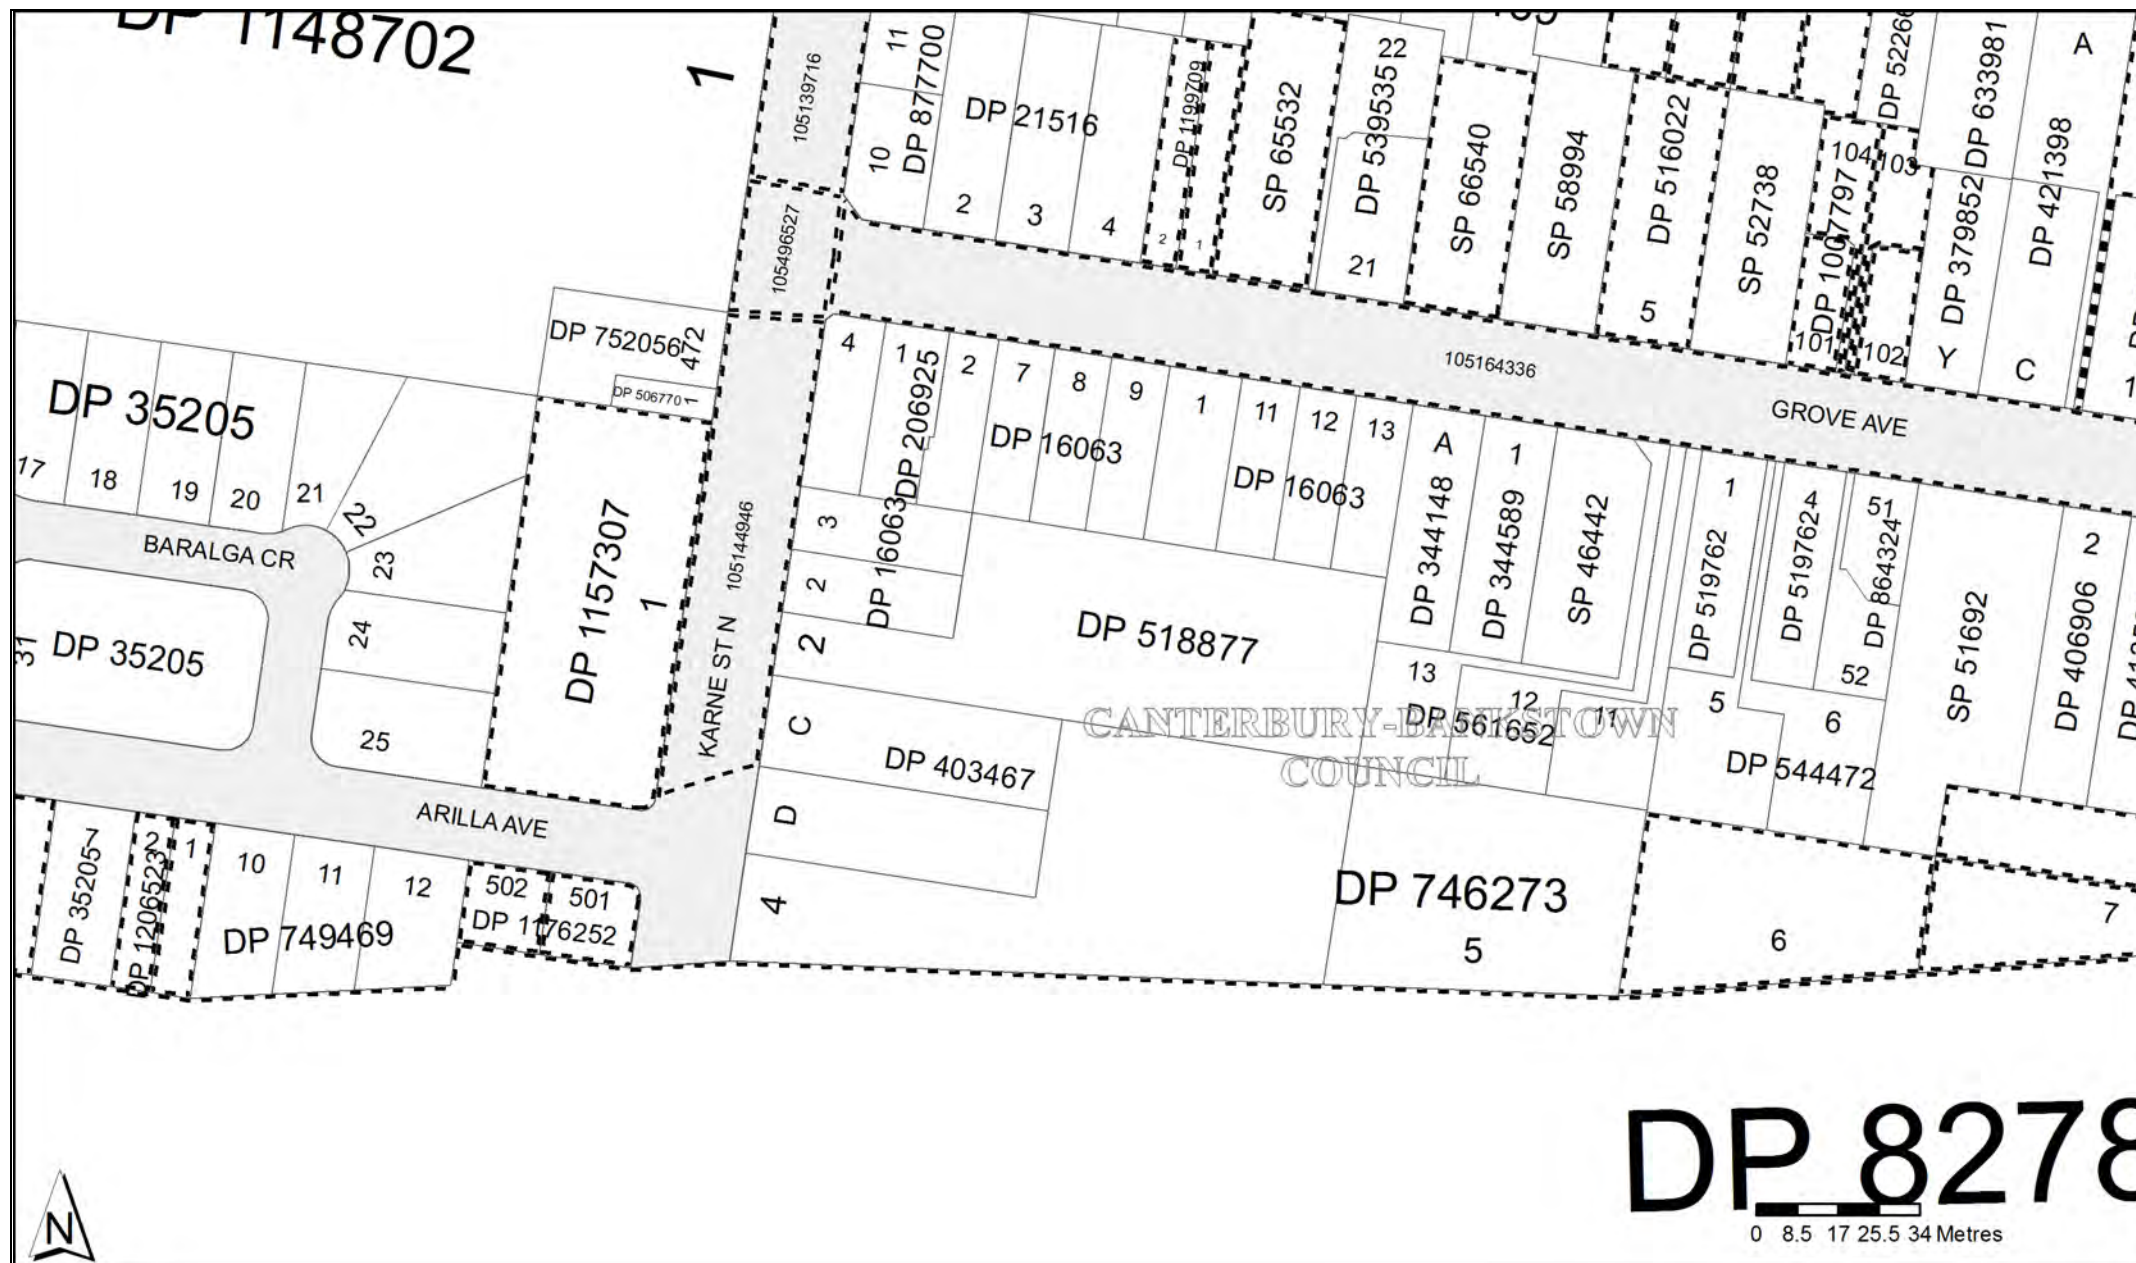 DP 1148702
1
105139716
11
10
DP 877700
DP 21516
2
3
4
DP 1199709
2
1
SP 65532
22
DP 539535
21
SP 66540
SP 58994
DP 516022
5
SP 52738
104
103
DP 1007797
101
102
DP 633981
DP 379852
Y
A
DP 421398
C
105496527
DP 752056
472
DP 506770
1
105164336
GROVE AVE
4
1
DP 206925
2
7
8
9
DP 16063
1
11
12
13
DP 16063
A
DP 344148
1
DP 344589
SP 46442
1
DP 519762
4
DP 519762
51
DP 864324
52
SP 51692
2
DP 406906
DP 35205
17
18
19
20
21
22
23
24
25
BARALGA CR
31
DP 35205
DP 1157307
1
105144946
KARNE ST N
3
2
DP 16063
2
DP 518877
C
DP 403467
D
4
13
12
11
DP 561652
CANTERBURY-BANKSTOWN
COUNCIL
5
6
DP 544472
ARILLA AVE
7
DP 35205
2
1
DP 1206523
10
11
12
DP 749469
502
501
DP 1176252
DP 746273
5
6
7
DP 8278
N
0 8.5 17 25.5 34 Metres